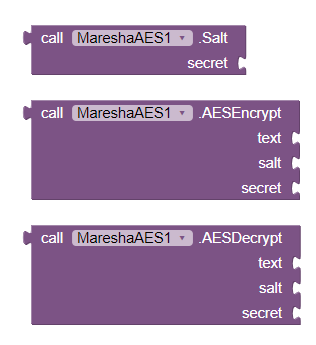 call MareshaAES1 .Salt
secret
call MareshaAES1 .AESEncrypt
text
salt
secret
call MareshaAES1 .AESDecrypt
text
salt
secret